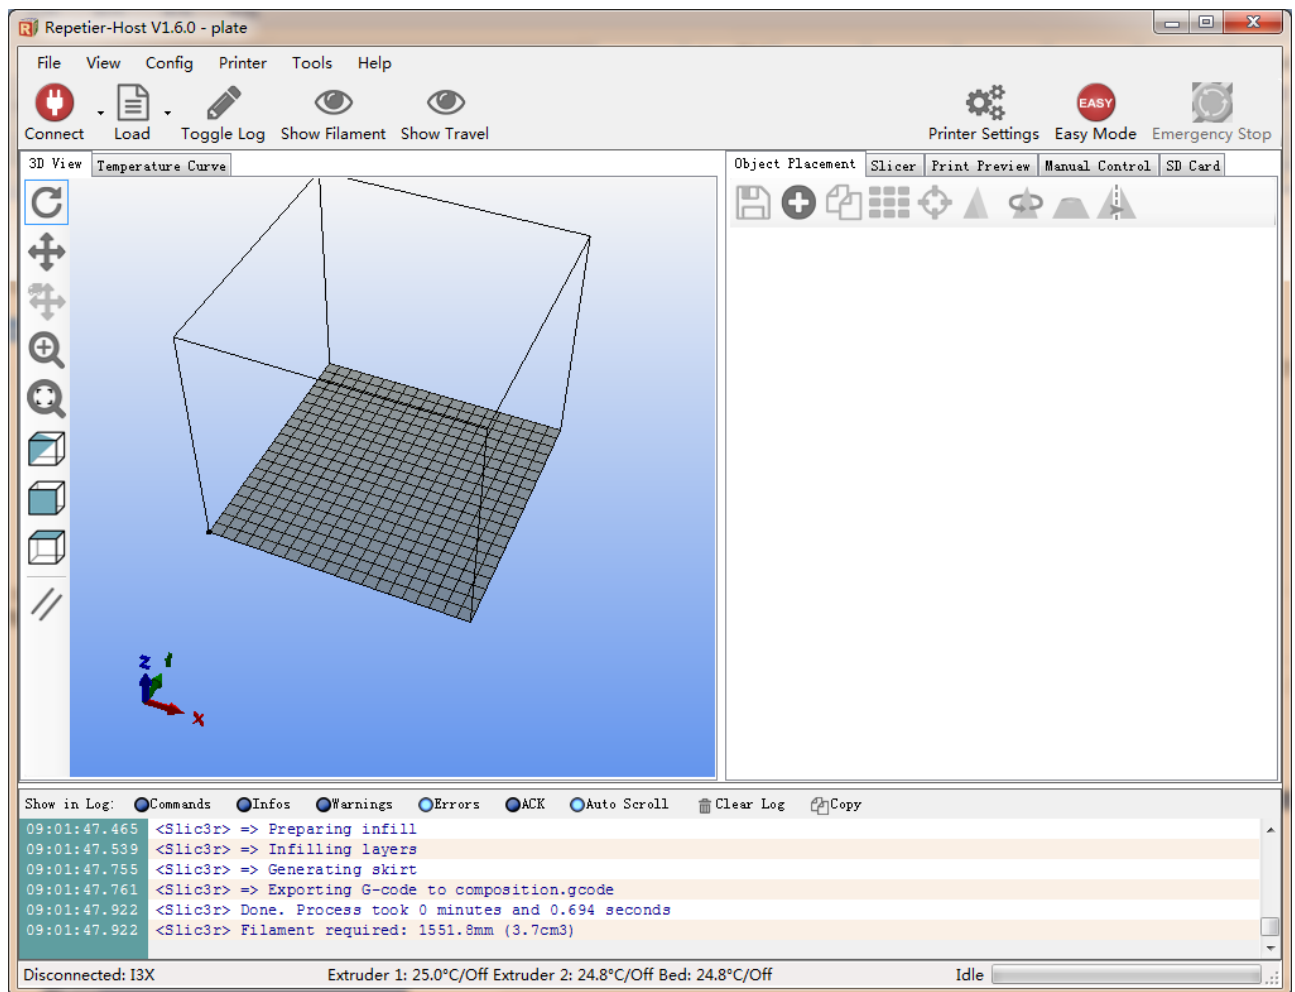 Repetier-Host V1.6.0 - plate
File View Config Printer Tools Help
EASY
Connect Load Toggle Log Show Filament Show Travel Printer Settings Easy Mode Emergency Stop
3D View Temperature Curve Object Placement Slicer Print Preview Manual Control SD Card
Z
X
Show in Log: Commands Infos Warnings Errors ACK Auto Scroll Clear Log Copy
09:01:47.465 <Slic3r> => Preparing infill
09:01:47.539 <Slic3r> => Infilling layers
09:01:47.755 <Slic3r> => Generating skirt
09:01:47.761 <Slic3r> => Exporting G-code to composition.gcode
09:01:47.922 <Slic3r> Done. Process took 0 minutes and 0.694 seconds
09:01:47.922 <Slic3r> Filament required: 1551.8mm (3.7cm3)
Disconnected: I3X Extruder 1: 25.0°C/Off Extruder 2: 24.8°C/Off Bed: 24.8°C/Off Idle